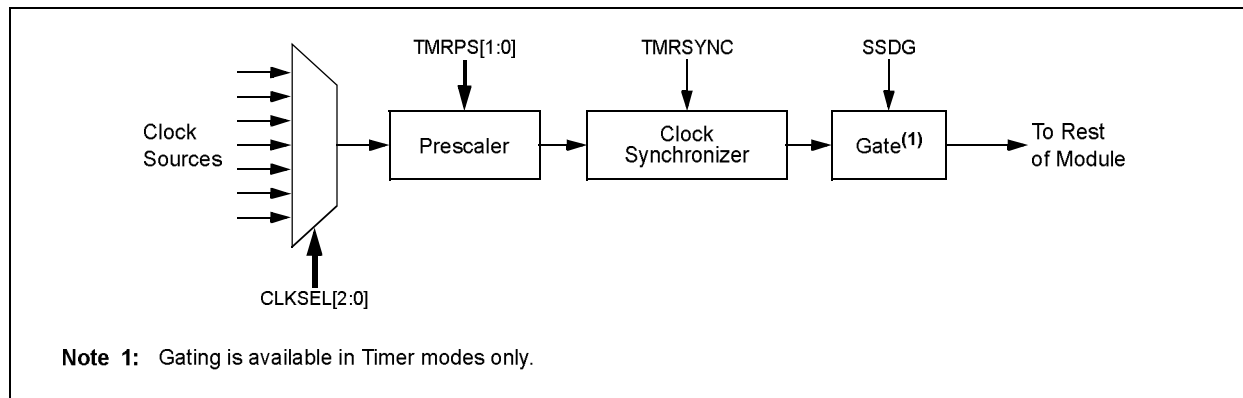 TMRPS[1:0]
TMRSYNC
SSDG
Clock
Sources
Prescaler
Clock
Synchronizer
Gate(1)
To Rest
of Module
CLKSEL[2:0]
Note 1: Gating is available in Timer modes only.